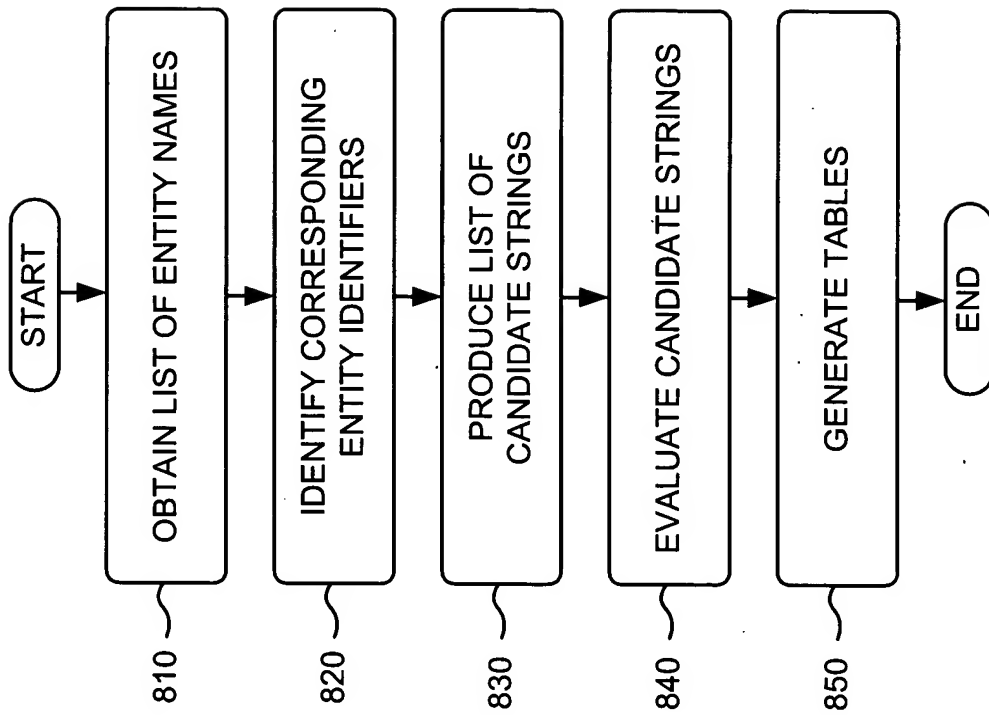 START
810
OBTAIN LIST OF ENTITY NAMES
820
IDENTIFY CORRESPONDING
ENTITY IDENTIFIERS
830
PRODUCE LIST OF
CANDIDATE STRINGS
840
EVALUATE CANDIDATE STRINGS
850
GENERATE TABLES
END